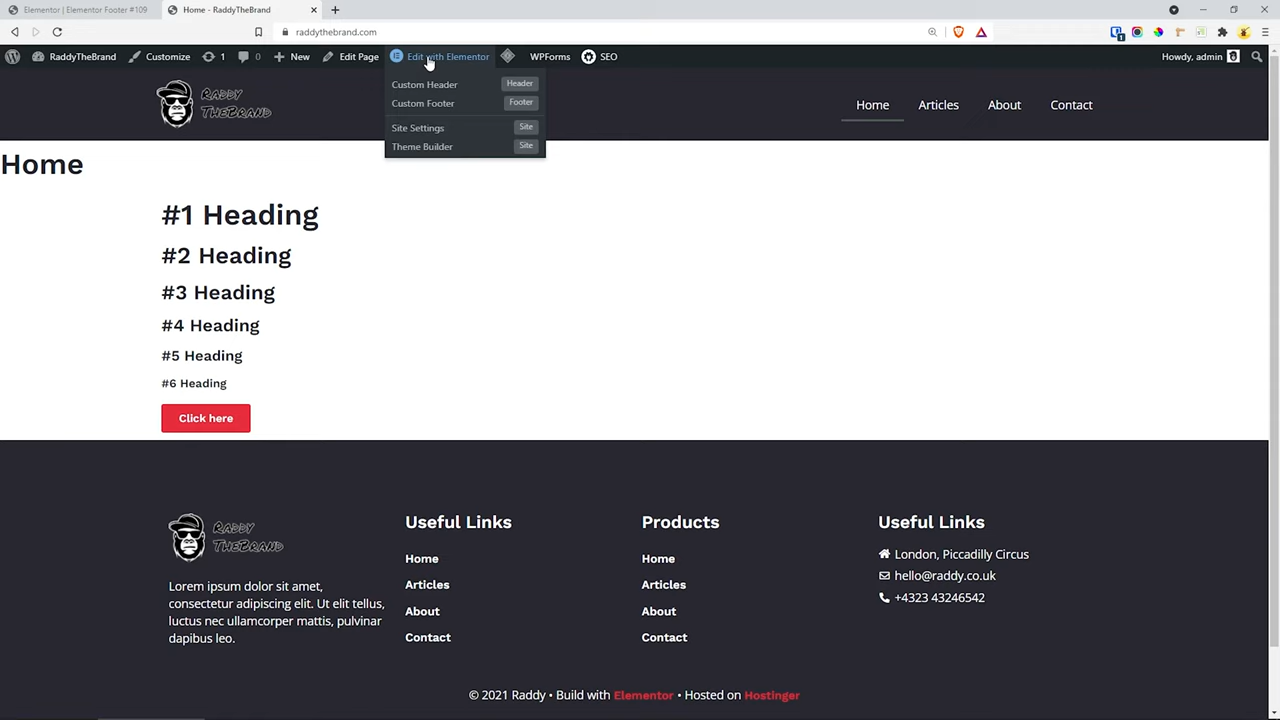 Elementor | Elementor Footer #109
Home - RaddyTheBrand
raddythebrand.com
1
RaddyTheBrand
Customize
1
0
New
Edit Page
Edit with Elementor
WPForms
SEO
Howdy, admin
Custom Header
Header
Custom Footer
Footer
Site Settings
Site
Theme Builder
Site
RADDY
THEBRAND
Home
Articles
About
Contact
Home
#1 Heading
#2 Heading
#3 Heading
#4 Heading
#5 Heading
#6 Heading
Click here
RADDY
THEBRAND
Lorem ipsum dolor sit amet,
consectetur adipiscing elit. Ut elit tellus,
luctus nec ullamcorper mattis, pulvinar
dapibus leo.
Useful Links
Home
Articles
About
Contact
Products
Home
Articles
About
Contact
Useful Links
London, Piccadilly Circus
hello@raddy.co.uk
+4323 43246542
© 2021 Raddy • Build with Elementor • Hosted on Hostinger